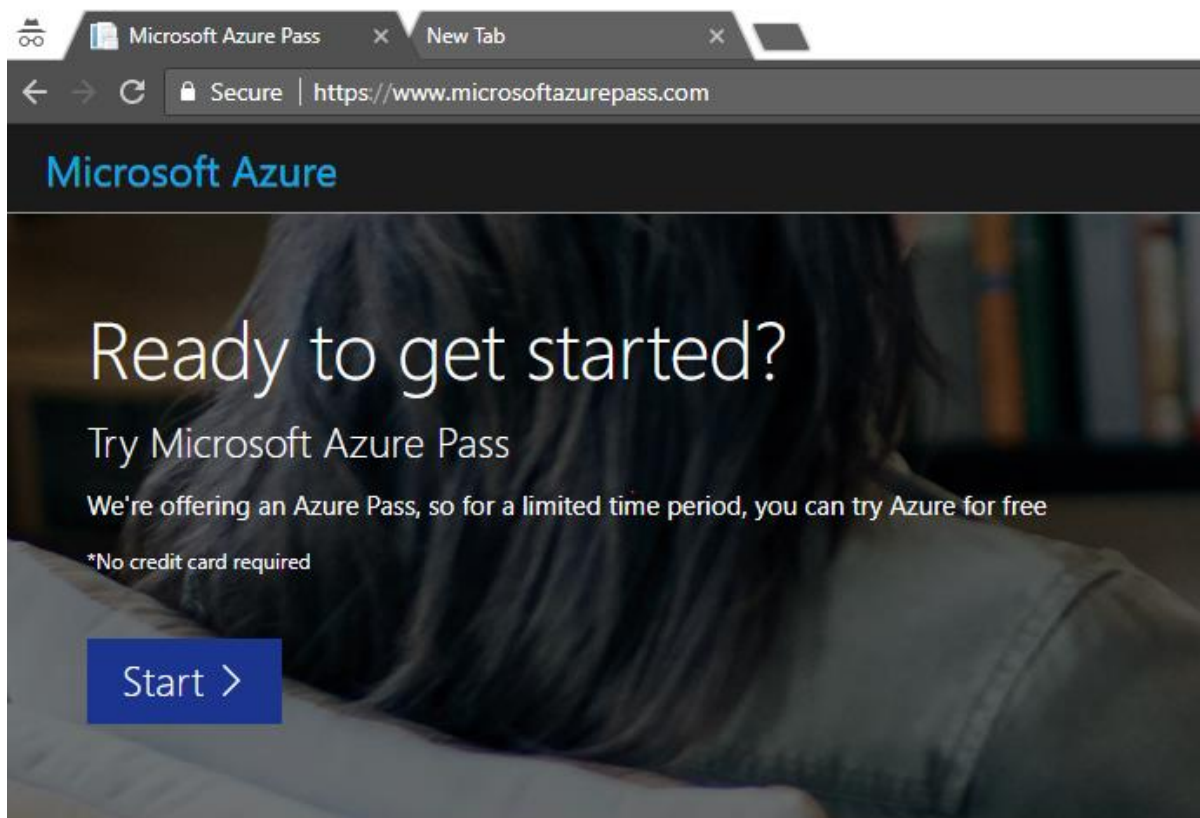 Microsoft Azure Pass
New Tab
Secure | https://www.microsoftazurepass.com
Microsoft Azure
Ready to get started?
Try Microsoft Azure Pass
We're offering an Azure Pass, so for a limited time period, you can try Azure for free
*No credit card required
Start >